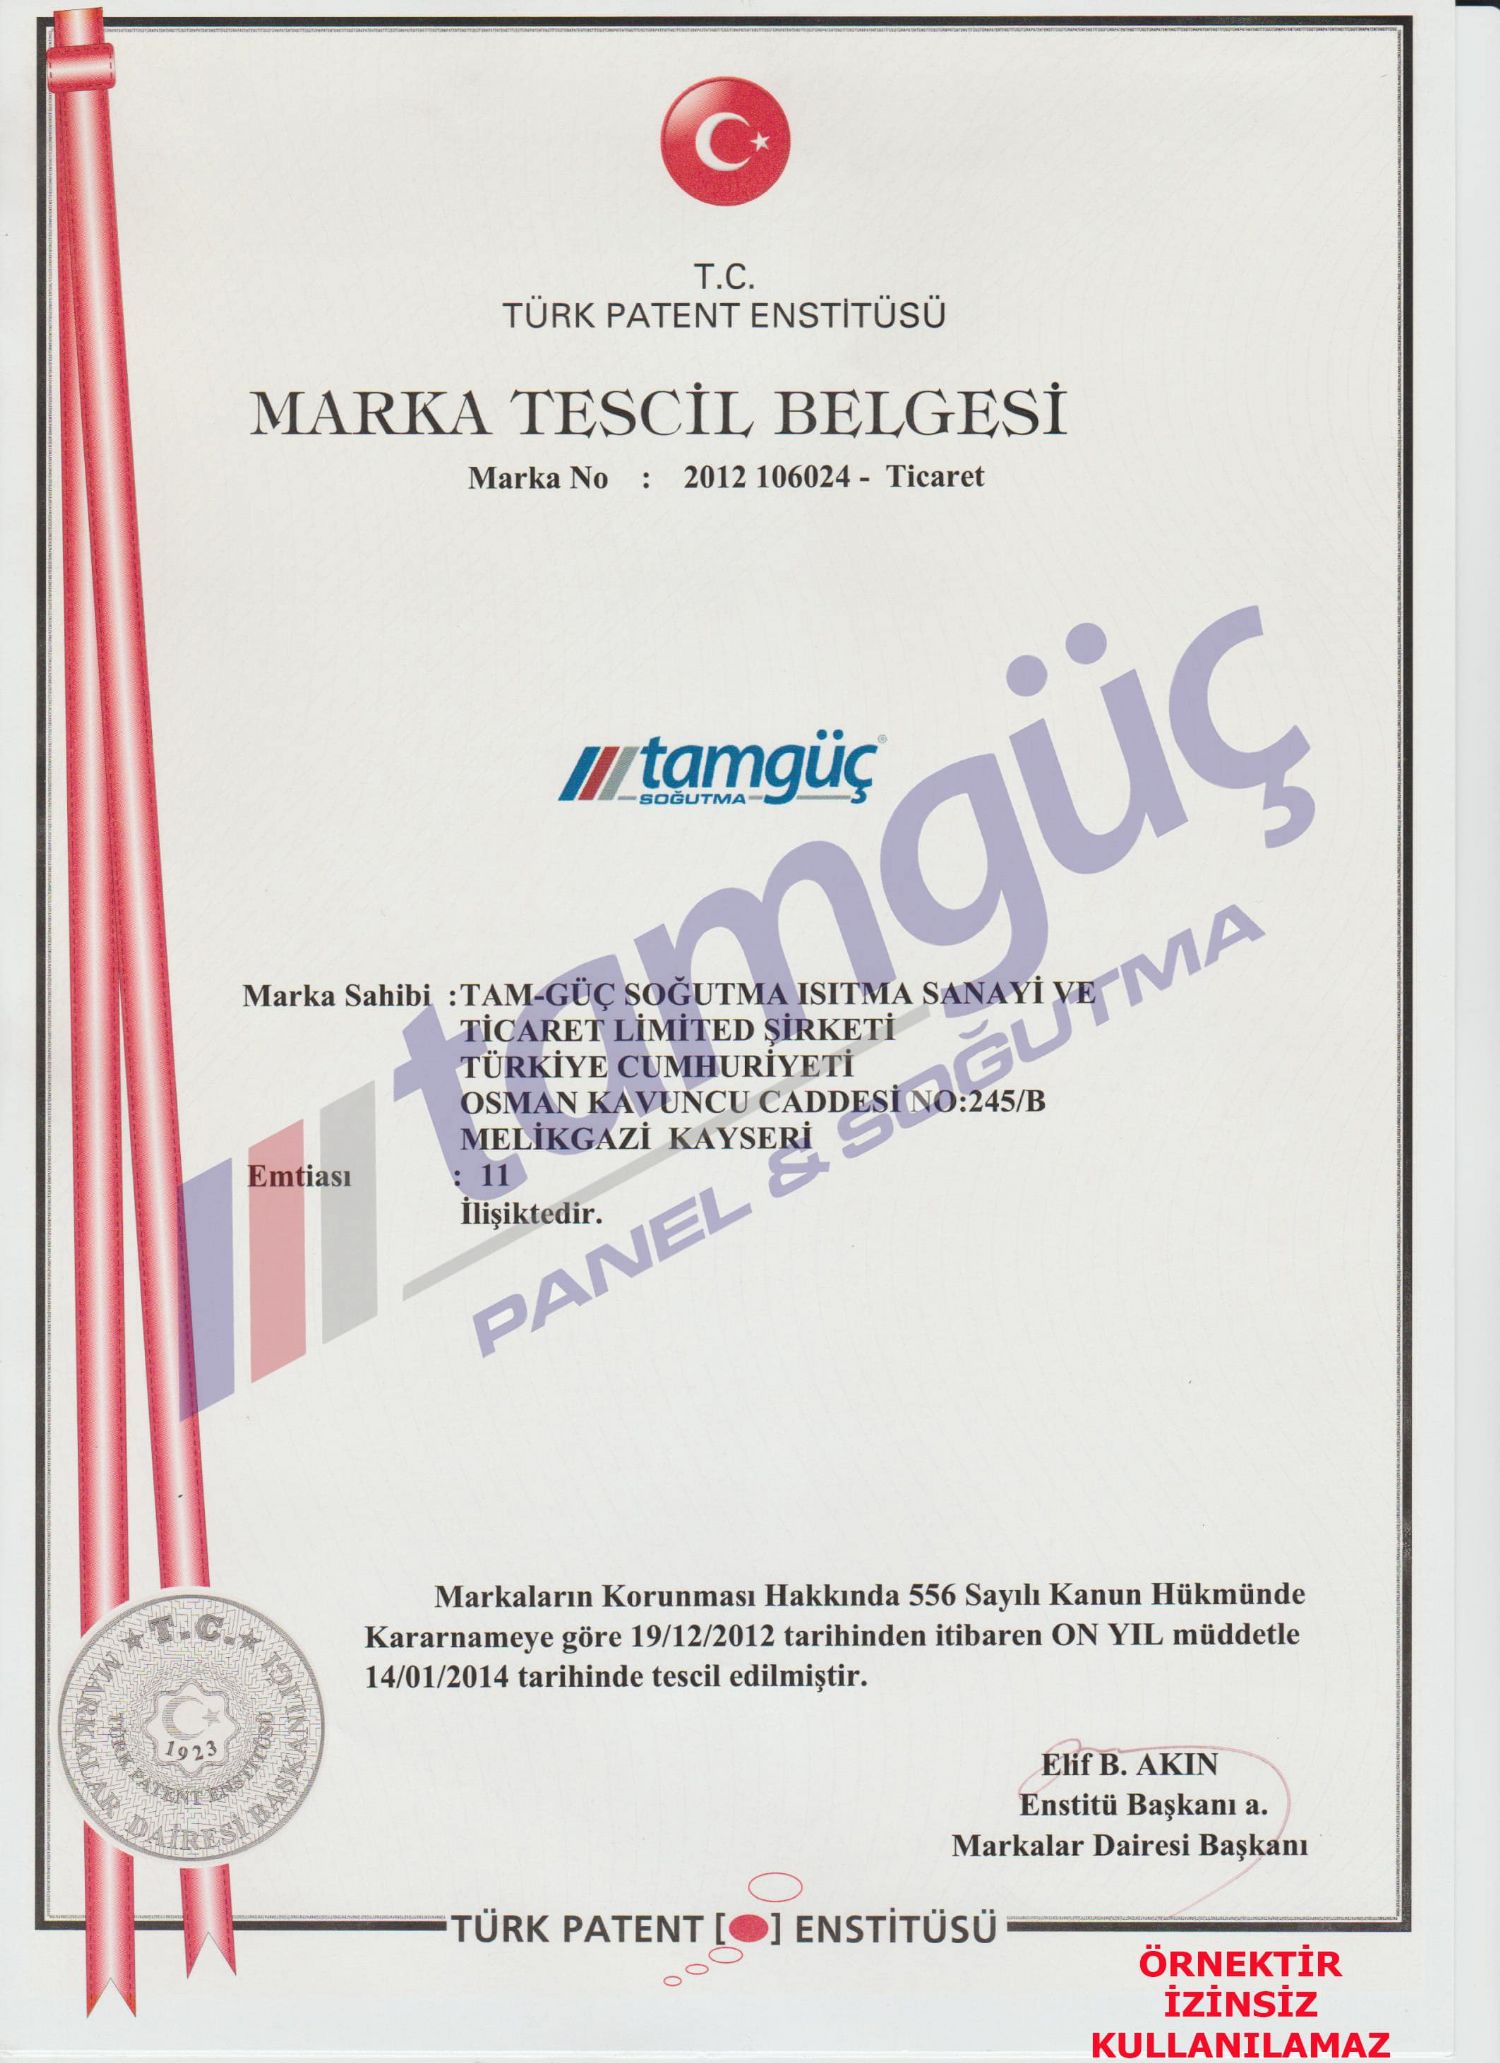 T.C.
TÜRK PATENT ENSTİTÜSÜ
MARKA TESCİL BELGESİ
Marka No : 2012 106024 - Ticaret
tamgüç®
SOĞUTMA
tamgüç
PANEL & SOĞUTMA
Marka Sahibi :TAM-GÜÇ SOĞUTMA ISITMA SANAYİ VE
TİCARET LİMİTED ŞİRKETİ
TÜRKİYE CUMHURİYETİ
OSMAN KAVUNCU CADDESİ NO:245/B
MELİKGAZİ KAYSERİ
Emtiası : 11
İlişiktedir.
Markaların Korunması Hakkında 556 Sayılı Kanun Hükmünde
Kararnameye göre 19/12/2012 tarihinden itibaren ON YIL müddetle
14/01/2014 tarihinde tescil edilmiştir.
T.C.
MARKALAR DAİRESİ BAŞKANLIĞI
TÜRK PATENT ENSTİTÜSÜ
1923
Elif B. AKIN
Enstitü Başkanı a.
Markalar Dairesi Başkanı
TÜRK PATENT [ ] ENSTİTÜSÜ
ÖRNEKTİR
İZİNSİZ
KULLANILAMAZ